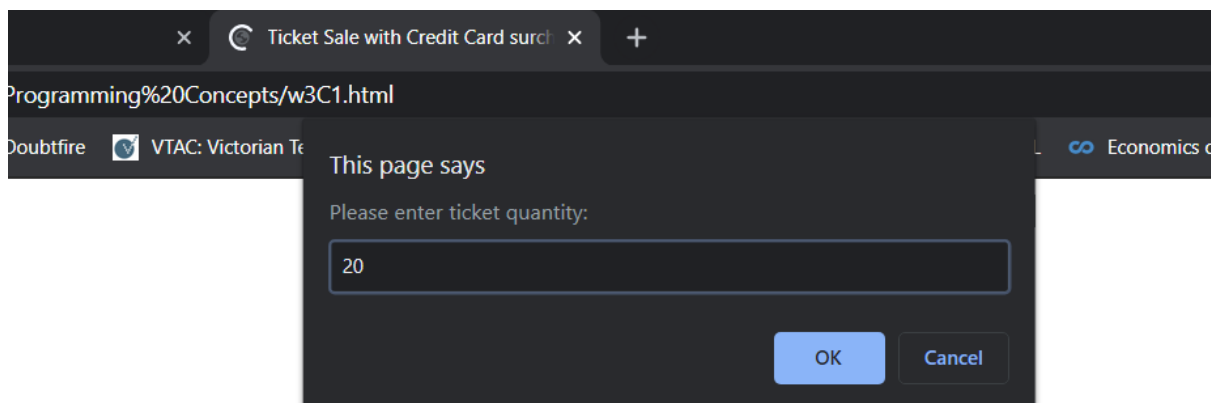 Ticket Sale with Credit Card surch
Programming%20Concepts/w3C1.html
Doubtfire VTAC: Victorian Te
Economics
This page says
Please enter ticket quantity:
20
OK Cancel